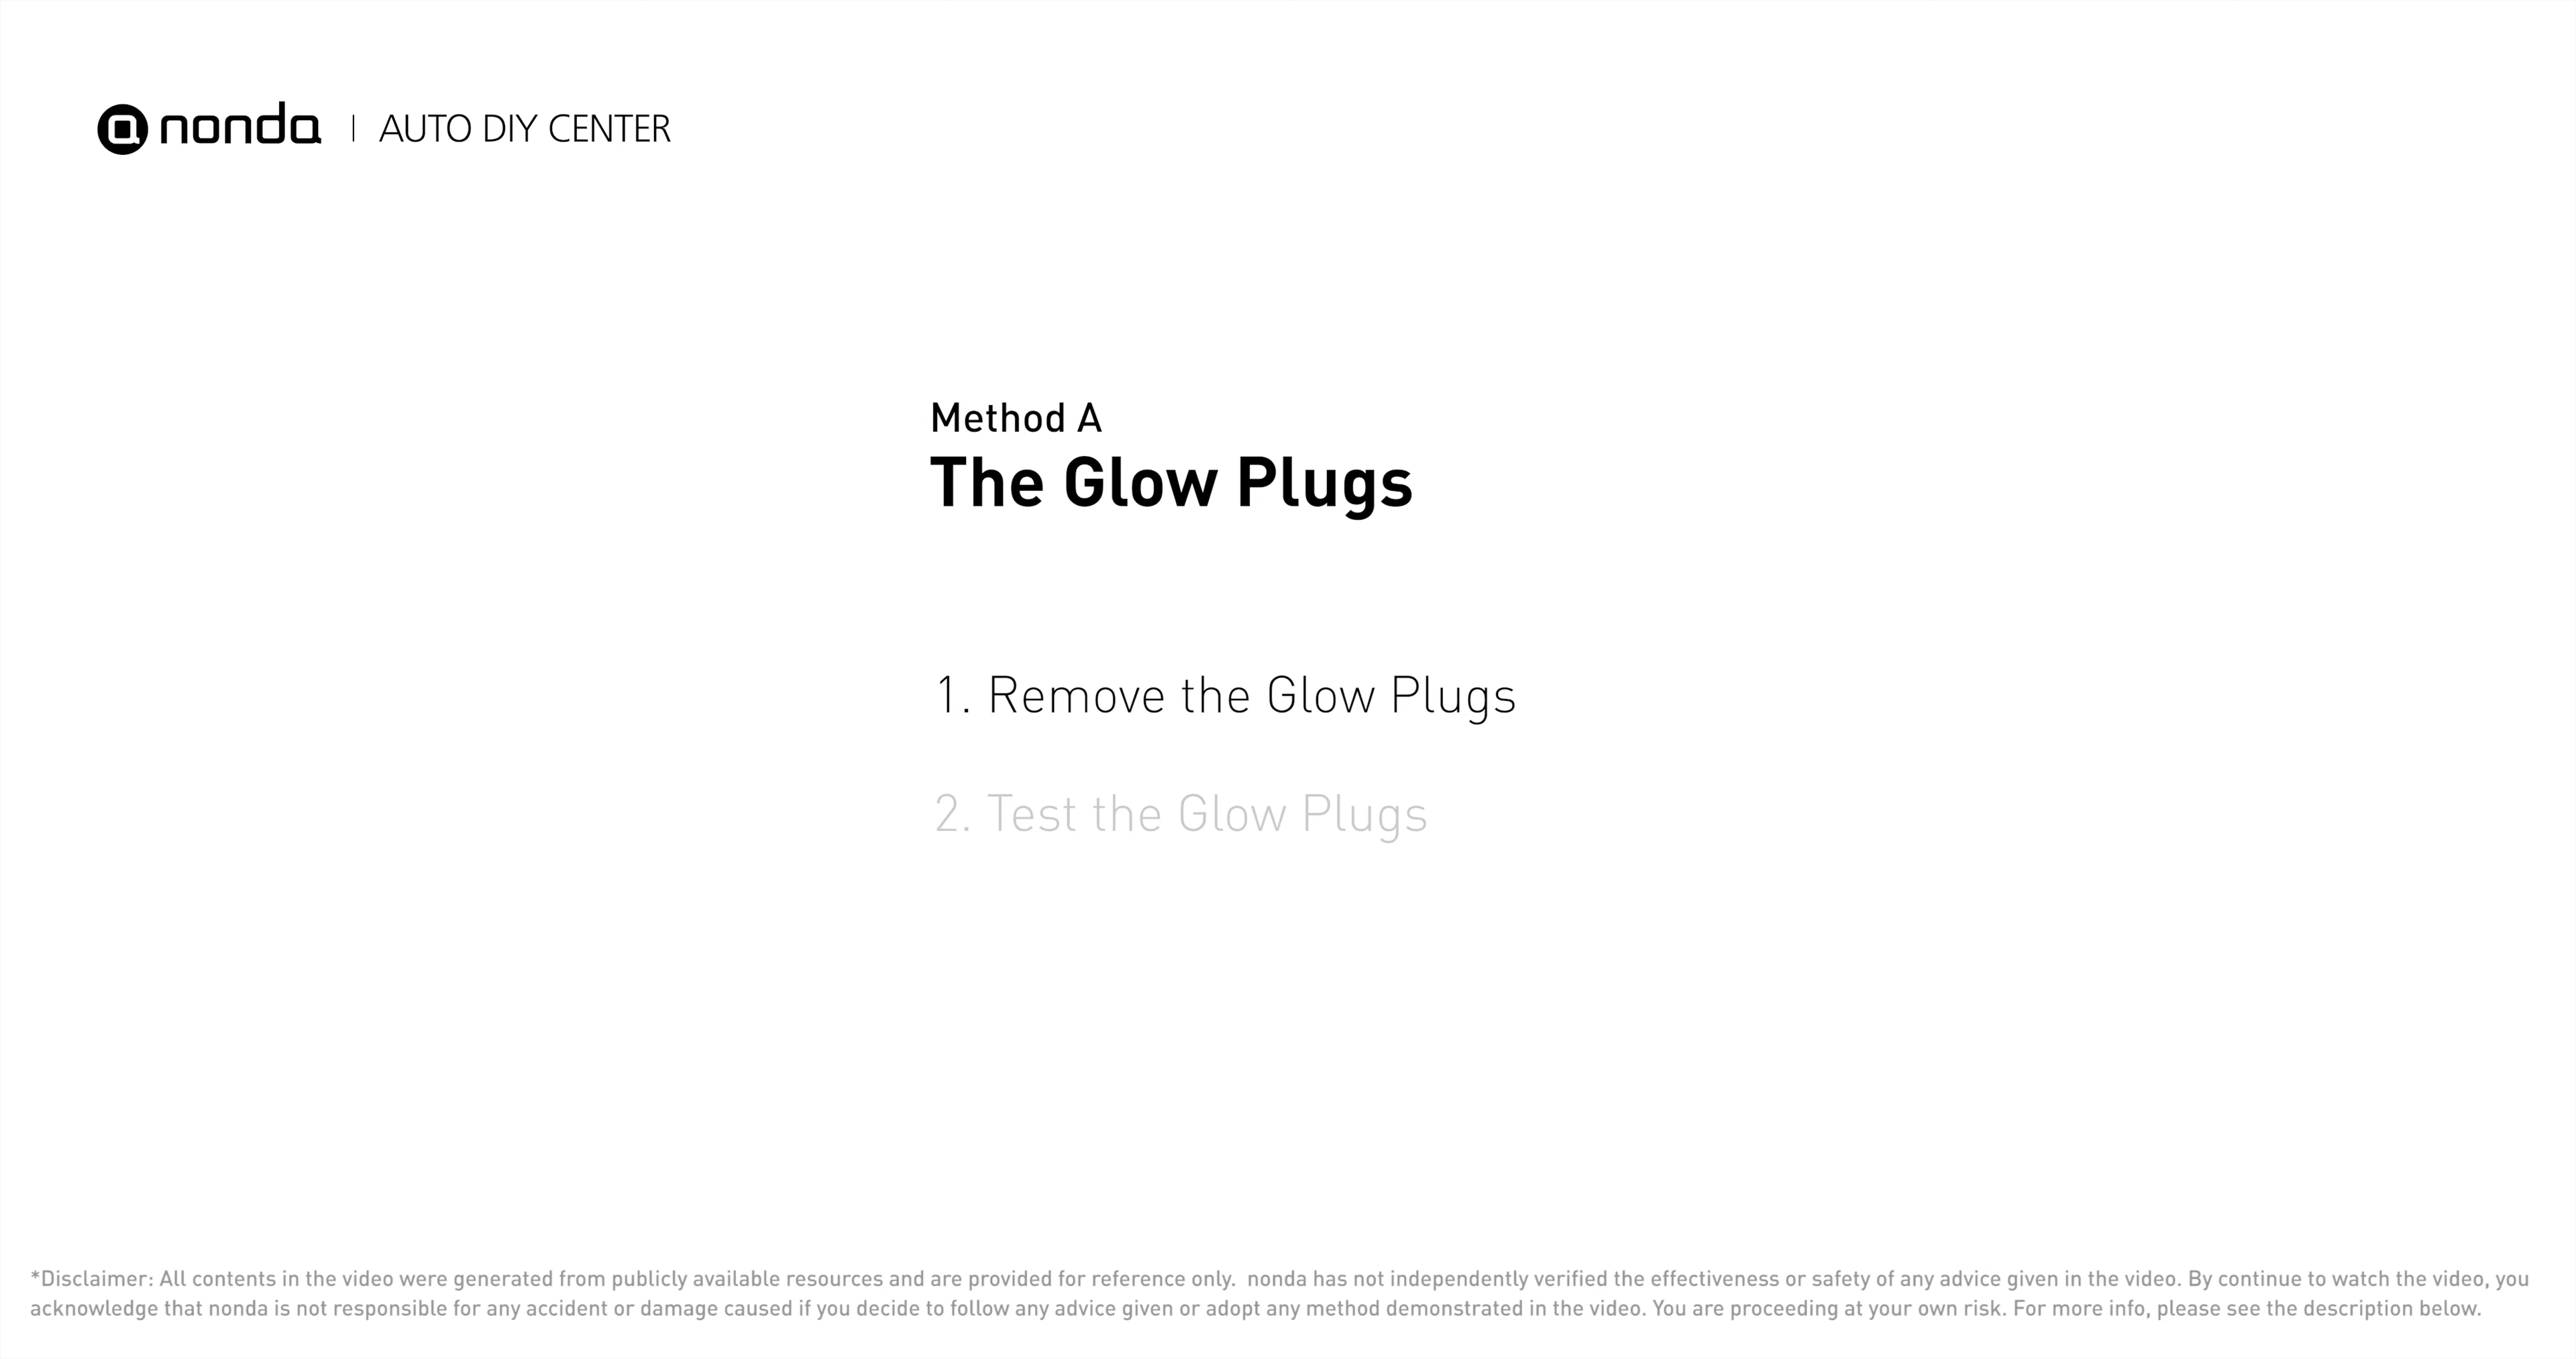 nonda | AUTO DIY CENTER
Method A
The Glow Plugs
1. Remove the Glow Plugs
2. Test the Glow Plugs
*Disclaimer: All contents in the video were generated from publicly available resources and are provided for reference only. nonda has not independently verified the effectiveness or safety of any advice given in the video. By continue to watch the video, you
acknowledge that nonda is not responsible for any accident or damage caused if you decide to follow any advice given or adopt any method demonstrated in the video. You are proceeding at your own risk. For more info, please see the description below.